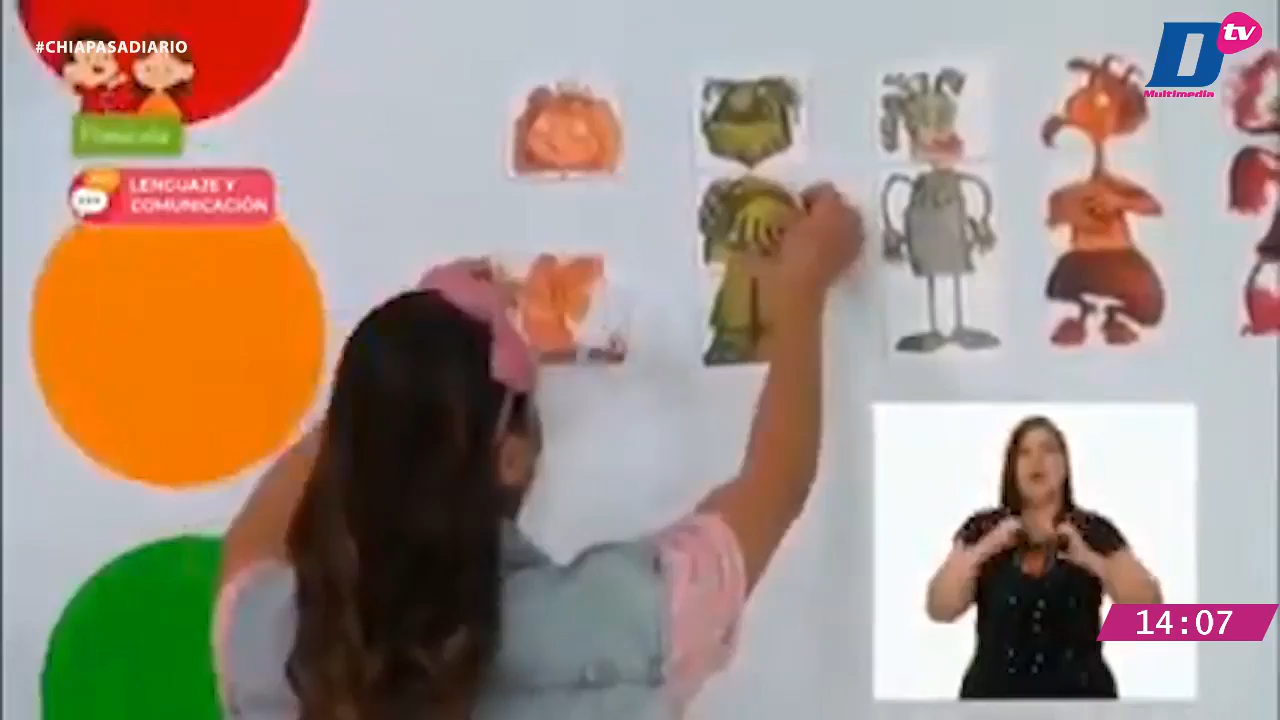 #CHIAPASADIARIO
D tv
Multimedia
LENGUAJE Y
COMUNICACIÓN
14:07